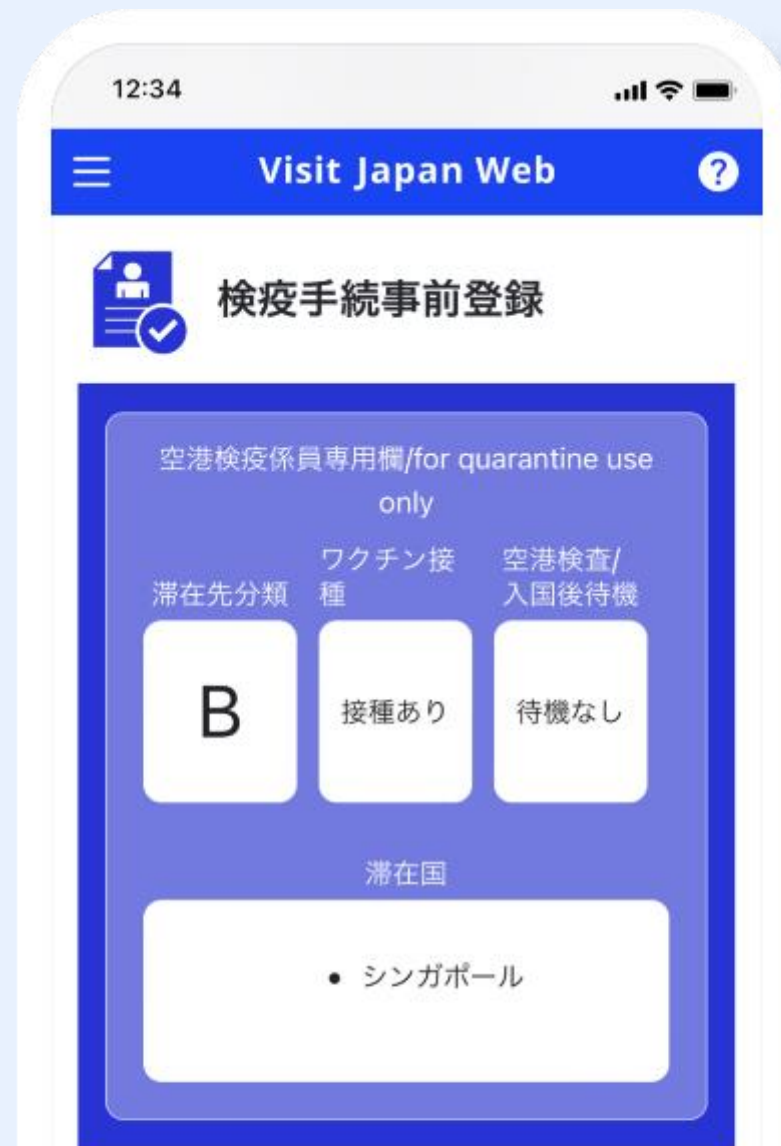 12:34
Visit Japan Web
?
検疫手続事前登録
空港検疫係員専用欄/for quarantine use
only
滞在先分類
ワクチン接
種
空港検査/
入国後待機
B
接種あり
待機なし
滞在国
• シンガポール